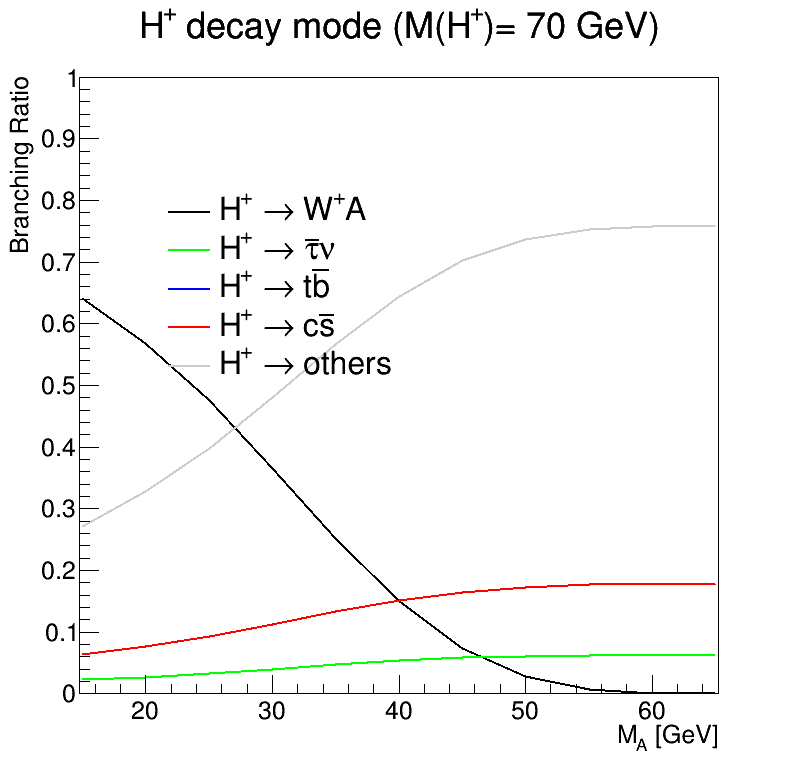 H⁺ decay mode (M(H⁺)= 70 GeV)
Branching Ratio
1
0.9
0.8
0.7
0.6
0.5
0.4
0.3
0.2
0.1
0
H⁺ → W⁺A
H⁺ → τ̅ν
H⁺ → tb̅
H⁺ → cs̅
H⁺ → others
20 30 40 50 60
M_A [GeV]